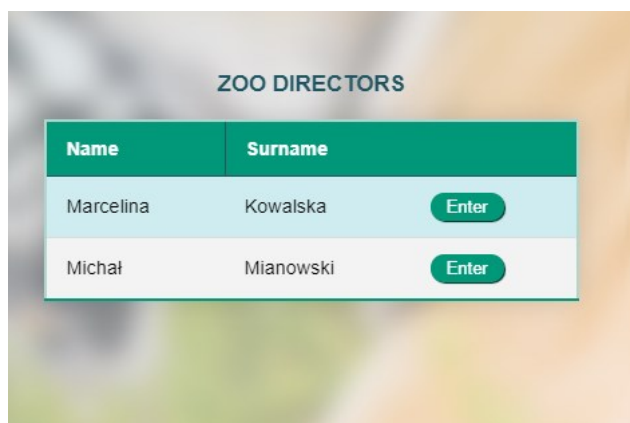 ZOO DIRECTORS
Name Surname
Marcelina Kowalska Enter
Michał Mianowski Enter